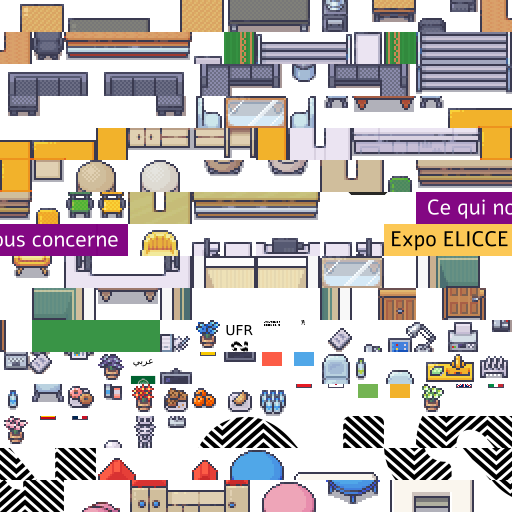 Ce qui no
ous concerne
Expo ELICCE
UFR
عربي